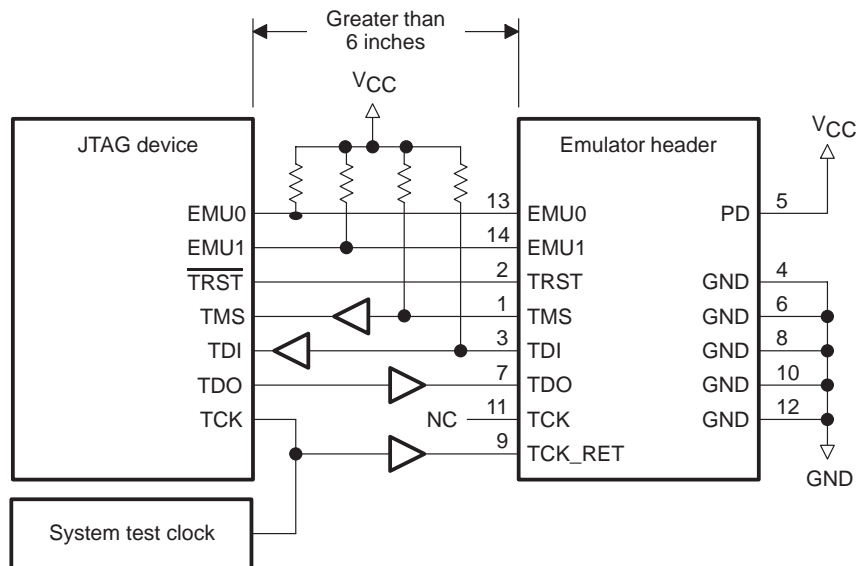 Greater than
6 inches
VCC
JTAG device
Emulator header
VCC
EMU0
13
EMU0
PD
5
EMU1
14
EMU1
TRST
2
TRST
GND
4
TMS
1
TMS
GND
6
TDI
3
TDI
GND
8
TDO
7
TDO
GND
10
TCK
NC
11
TCK
GND
12
9
TCK_RET
GND
System test clock